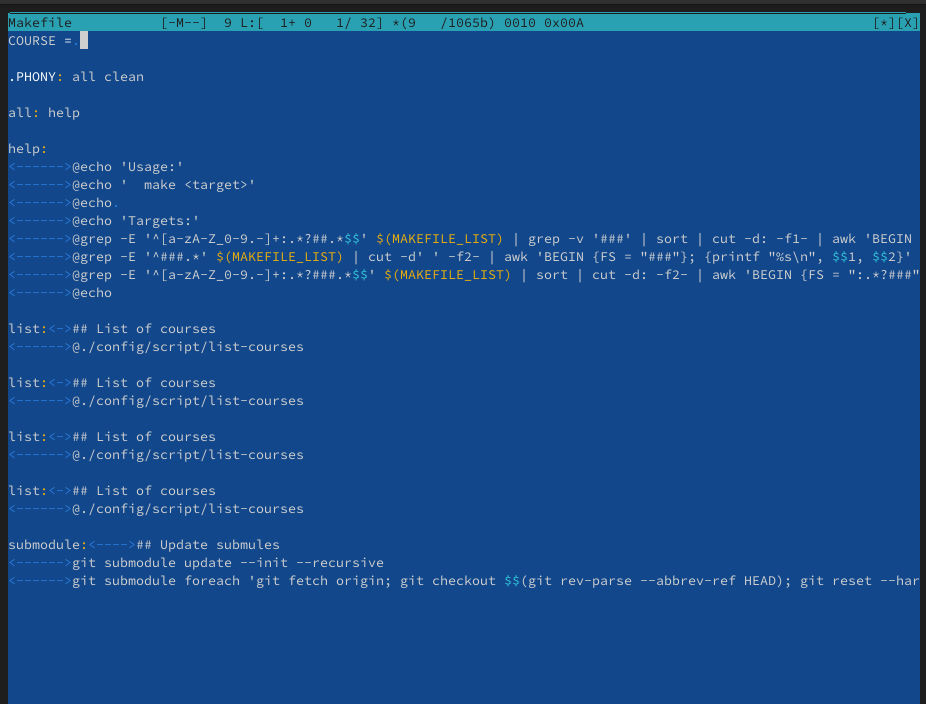 Makefile [-M--] 9 L:[ 1+ 0 1/ 32] *(9 /1065b) 0010 0x00A [*][X]
COURSE =.
.PHONY: all clean
all: help
help:
<------>@echo 'Usage:'
<------>@echo '  make <target>'
<------>@echo.
<------>@echo 'Targets:'
<------>@grep -E '^[a-zA-Z_0-9.-]+:.*?##.*$$' $(MAKEFILE_LIST) | grep -v '###' | sort | cut -d: -f1- | awk 'BEGIN
<------>@grep -E '^###.*' $(MAKEFILE_LIST) | cut -d' ' -f2- | awk 'BEGIN {FS = "###"}; {printf "%s\n", $$1, $$2}'
<------>@grep -E '^[a-zA-Z_0-9.-]+:.*?###.*$$' $(MAKEFILE_LIST) | sort | cut -d: -f2- | awk 'BEGIN {FS = ":.*?###"
<------>@echo
list:<->## List of courses
<------>@./config/script/list-courses
list:<->## List of courses
<------>@./config/script/list-courses
list:<->## List of courses
<------>@./config/script/list-courses
list:<->## List of courses
<------>@./config/script/list-courses
submodule:<---->## Update submules
<------>git submodule update --init --recursive
<------>git submodule foreach 'git fetch origin; git checkout $$(git rev-parse --abbrev-ref HEAD); git reset --har